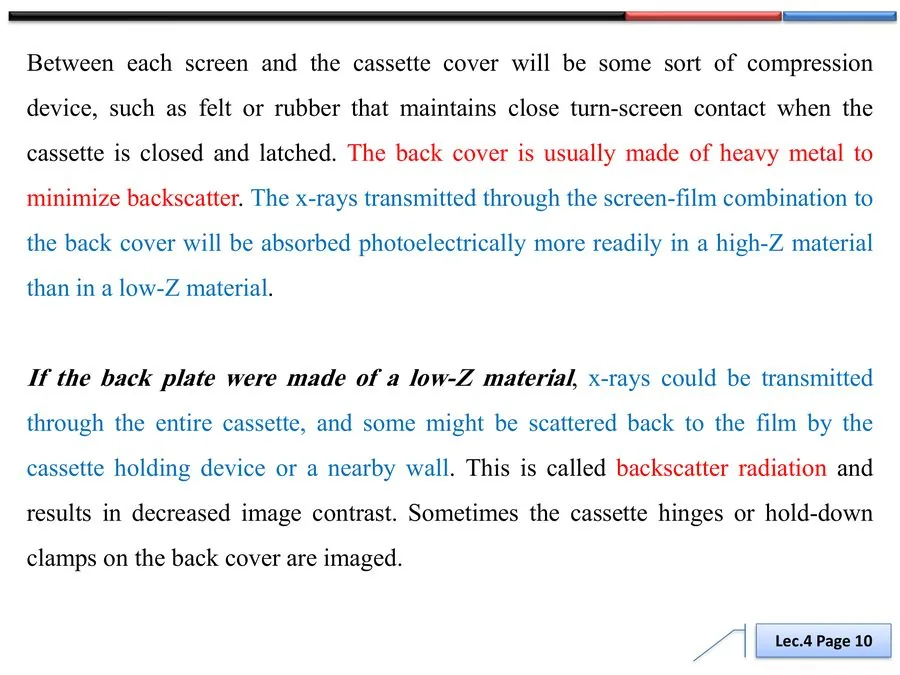 Between each screen and the cassette cover will be some sort of compression
device, such as felt or rubber that maintains close turn-screen contact when the
cassette is closed and latched. The back cover is usually made of heavy metal to
minimize backscatter. The x-rays transmitted through the screen-film combination to
the back cover will be absorbed photoelectrically more readily in a high-Z material
than in a low-Z material.
If the back plate were made of a low-Z material, x-rays could be transmitted
through the entire cassette, and some might be scattered back to the film by the
cassette holding device or a nearby wall. This is called backscatter radiation and
results in decreased image contrast. Sometimes the cassette hinges or hold-down
clamps on the back cover are imaged.
Lec.4 Page 10